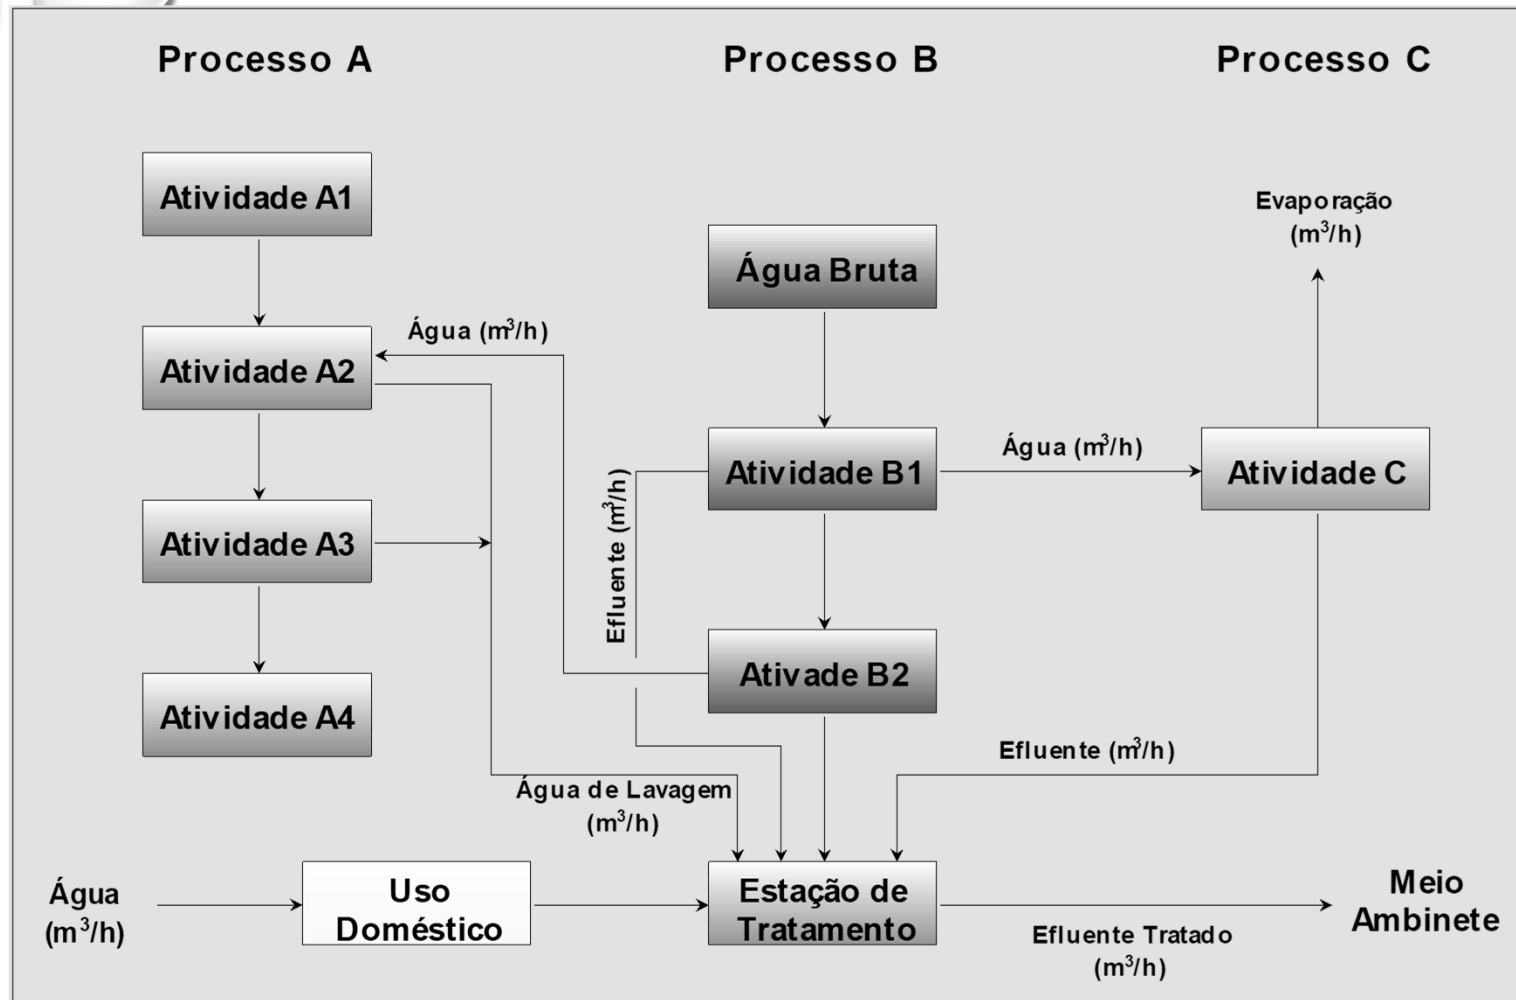 Processo A
Processo B
Processo C
Atividade A1
Evaporação
(m³/h)
Água Bruta
Água (m³/h)
Atividade A2
Atividade B1
Água (m³/h)
Atividade C
Efluente (m³/h)
Atividade A3
Ativade B2
Atividade A4
Efluente (m³/h)
Água de Lavagem
(m³/h)
Água
(m³/h)
Uso
Doméstico
Estação de
Tratamento
Meio
Ambinete
Efluente Tratado
(m³/h)